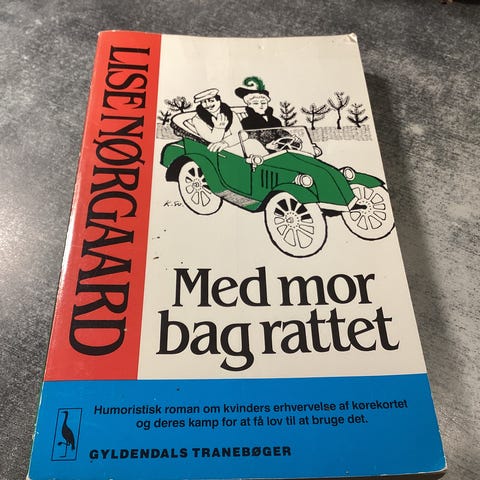 LISE NØRGAARD
K.SV
Med mor
bag rattet
Humoristisk roman om kvinders erhvervelse af kørekortet
og deres kamp for at få lov til at bruge det.
GYLDENDALS TRANEBØGER